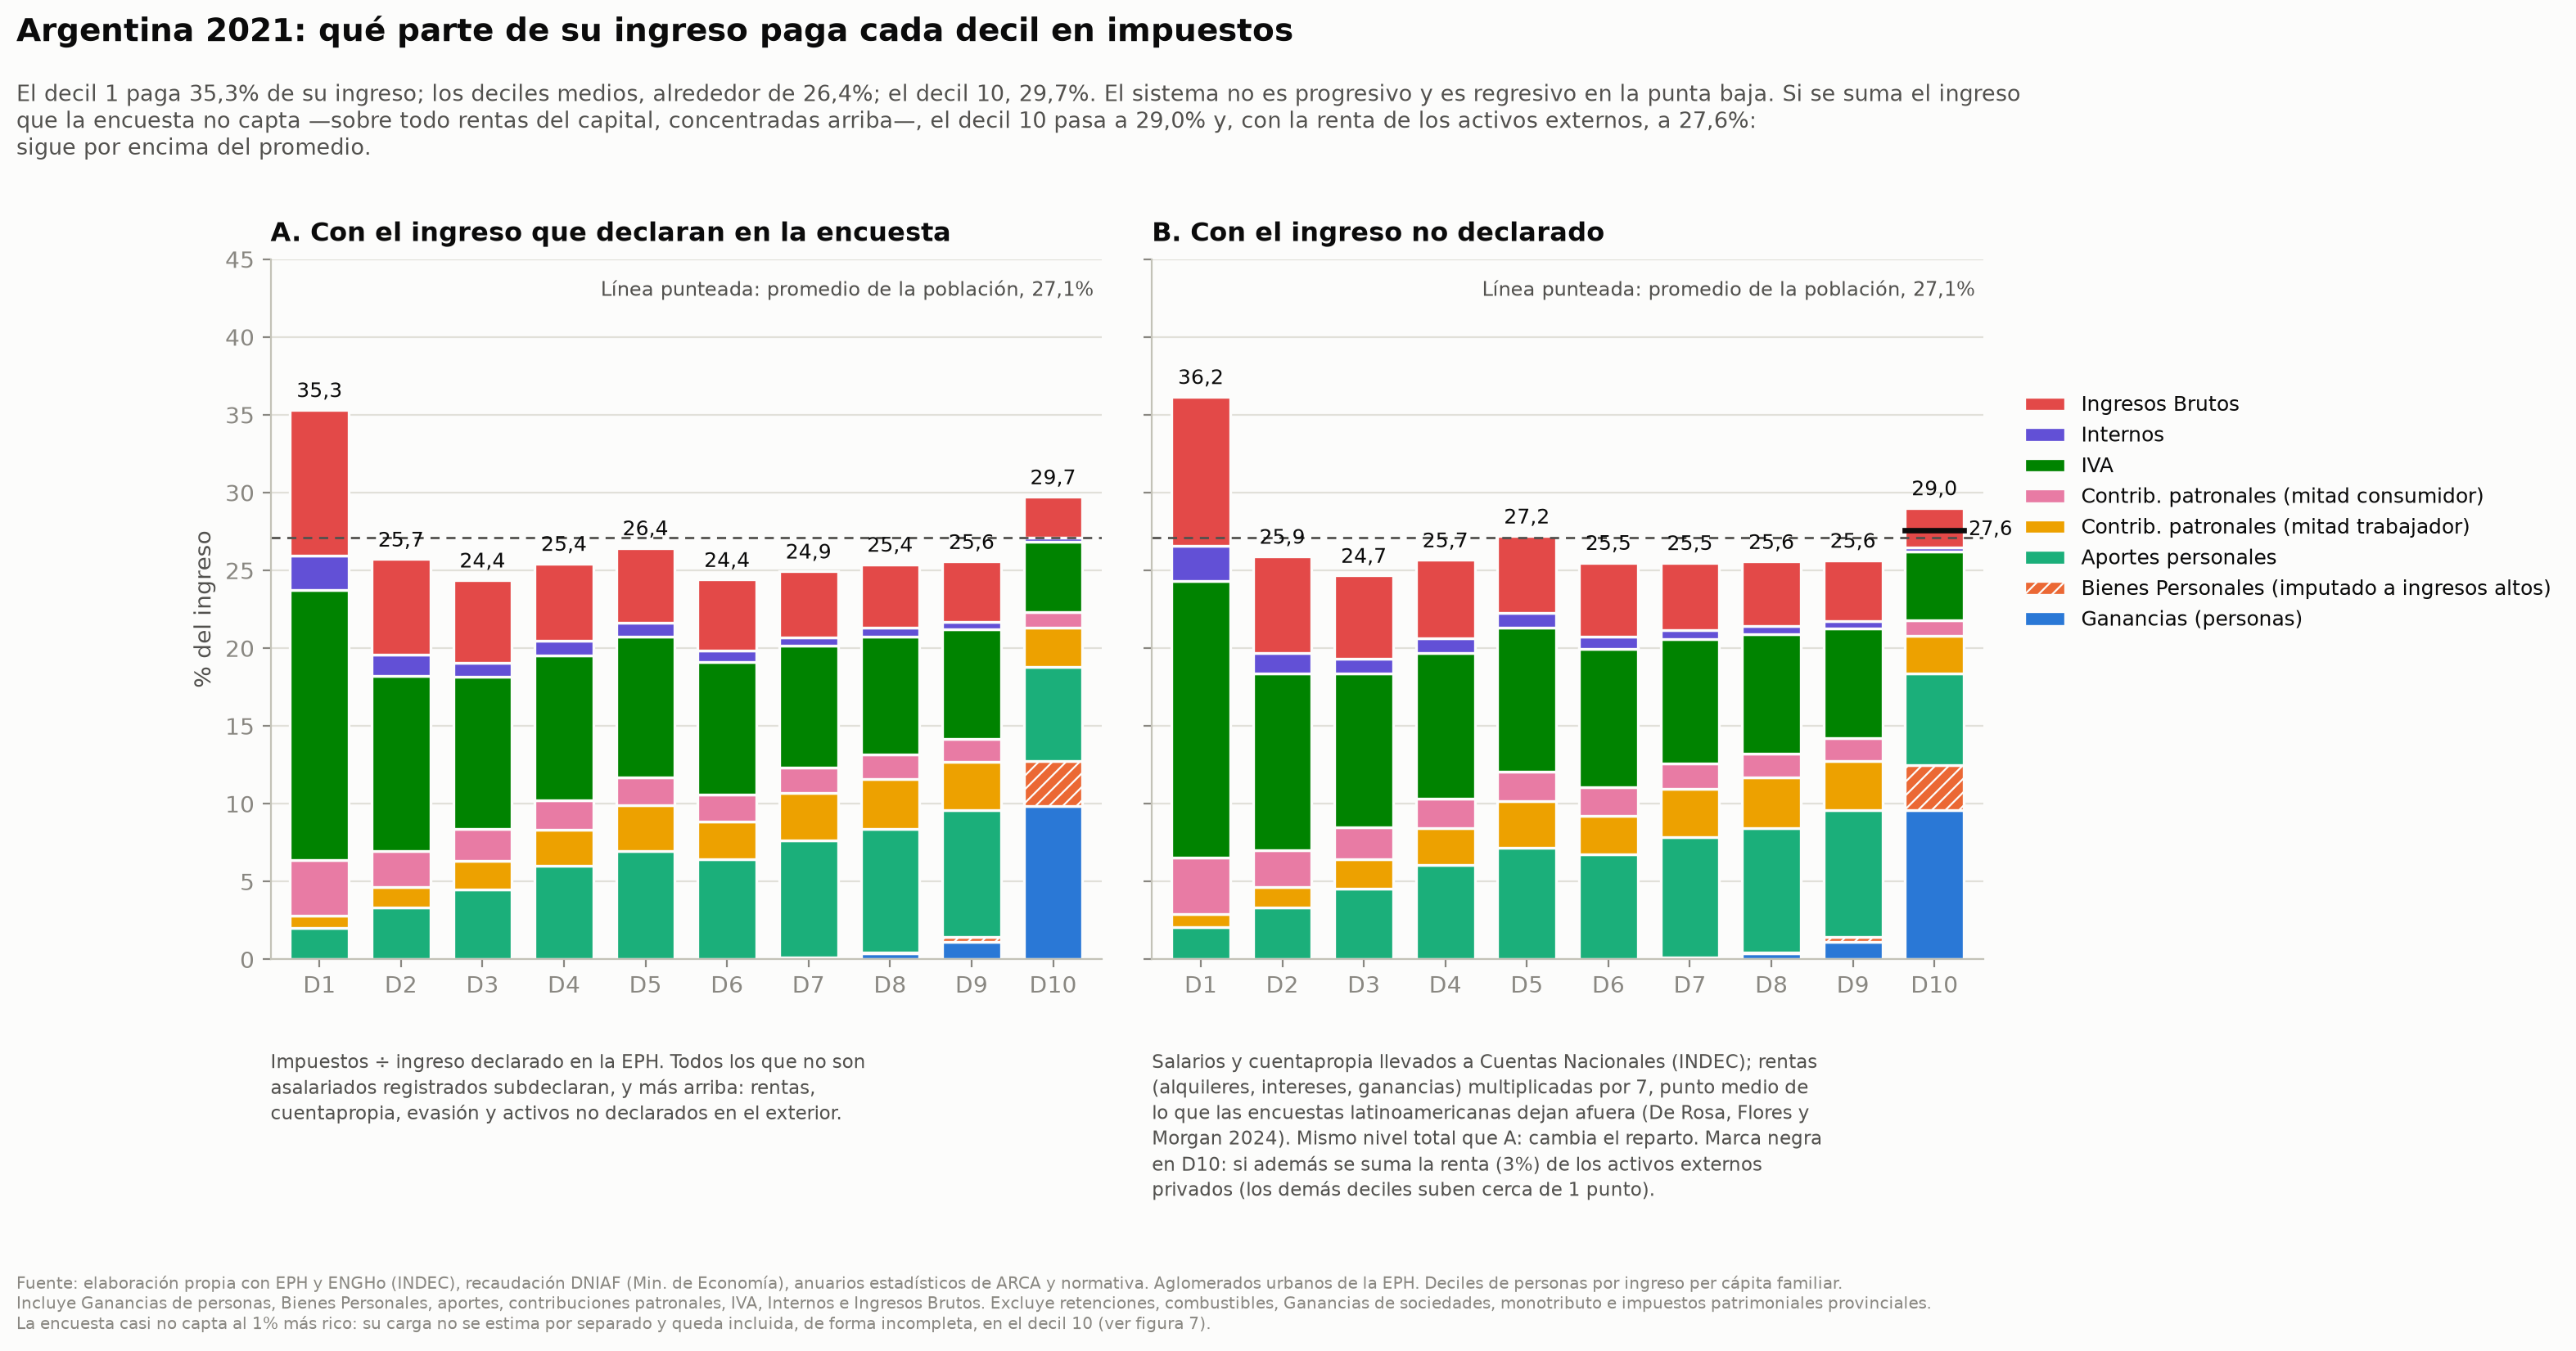 Argentina 2021: qué parte de su ingreso paga cada decil en impuestos
El decil 1 paga 35,3% de su ingreso; los deciles medios, alrededor de 26,4%; el decil 10, 29,7%. El sistema no es progresivo y es regresivo en la punta baja. Si se suma el ingreso
que la encuesta no capta —sobre todo rentas del capital, concentradas arriba—, el decil 10 pasa a 29,0% y, con la renta de los activos externos, a 27,6%:
sigue por encima del promedio.
A. Con el ingreso que declaran en la encuesta
Línea punteada: promedio de la población, 27,1%
% del ingreso
45
40
35
30
25
20
15
10
5
0
35,3
25,7
24,4
25,4
26,4
24,4
24,9
25,4
25,6
29,7
D1 D2 D3 D4 D5 D6 D7 D8 D9 D10
Impuestos ÷ ingreso declarado en la EPH. Todos los que no son
asalariados registrados subdeclaran, y más arriba: rentas,
cuentapropia, evasión y activos no declarados en el exterior.
B. Con el ingreso no declarado
Línea punteada: promedio de la población, 27,1%
36,2
25,9
24,7
25,7
27,2
25,5
25,5
25,6
25,6
29,0
27,6
D1 D2 D3 D4 D5 D6 D7 D8 D9 D10
Salarios y cuentapropia llevados a Cuentas Nacionales (INDEC); rentas
(alquileres, intereses, ganancias) multiplicadas por 7, punto medio de
lo que las encuestas latinoamericanas dejan afuera (De Rosa, Flores y
Morgan 2024). Mismo nivel total que A: cambia el reparto. Marca negra
en D10: si además se suma la renta (3%) de los activos externos
privados (los demás deciles suben cerca de 1 punto).
Ingresos Brutos
Internos
IVA
Contrib. patronales (mitad consumidor)
Contrib. patronales (mitad trabajador)
Aportes personales
Bienes Personales (imputado a ingresos altos)
Ganancias (personas)
Fuente: elaboración propia con EPH y ENGHo (INDEC), recaudación DNIAF (Min. de Economía), anuarios estadísticos de ARCA y normativa. Aglomerados urbanos de la EPH. Deciles de personas por ingreso per cápita familiar.
Incluye Ganancias de personas, Bienes Personales, aportes, contribuciones patronales, IVA, Internos e Ingresos Brutos. Excluye retenciones, combustibles, Ganancias de sociedades, monotributo e impuestos patrimoniales provinciales.
La encuesta casi no capta al 1% más rico: su carga no se estima por separado y queda incluida, de forma incompleta, en el decil 10 (ver figura 7).